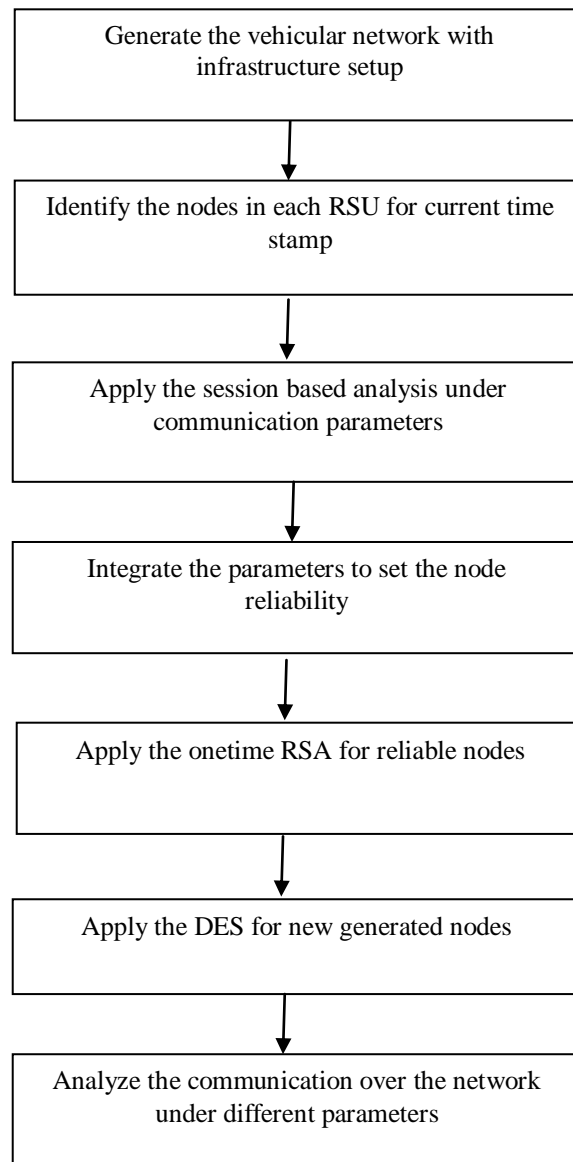 Generate the vehicular network with
infrastructure setup
Identify the nodes in each RSU for current time
stamp
Apply the session based analysis under
communication parameters
Integrate the parameters to set the node
reliability
Apply the onetime RSA for reliable nodes
Apply the DES for new generated nodes
Analyze the communication over the network
under different parameters